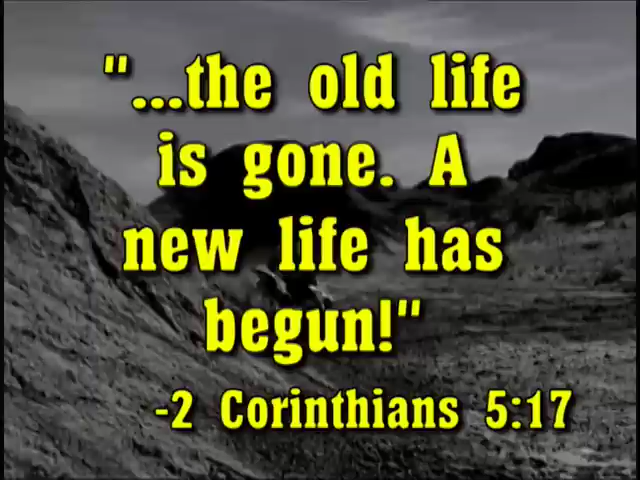 "...the old life
is gone. A
new life has
begun!"
-2 Corinthians 5:17